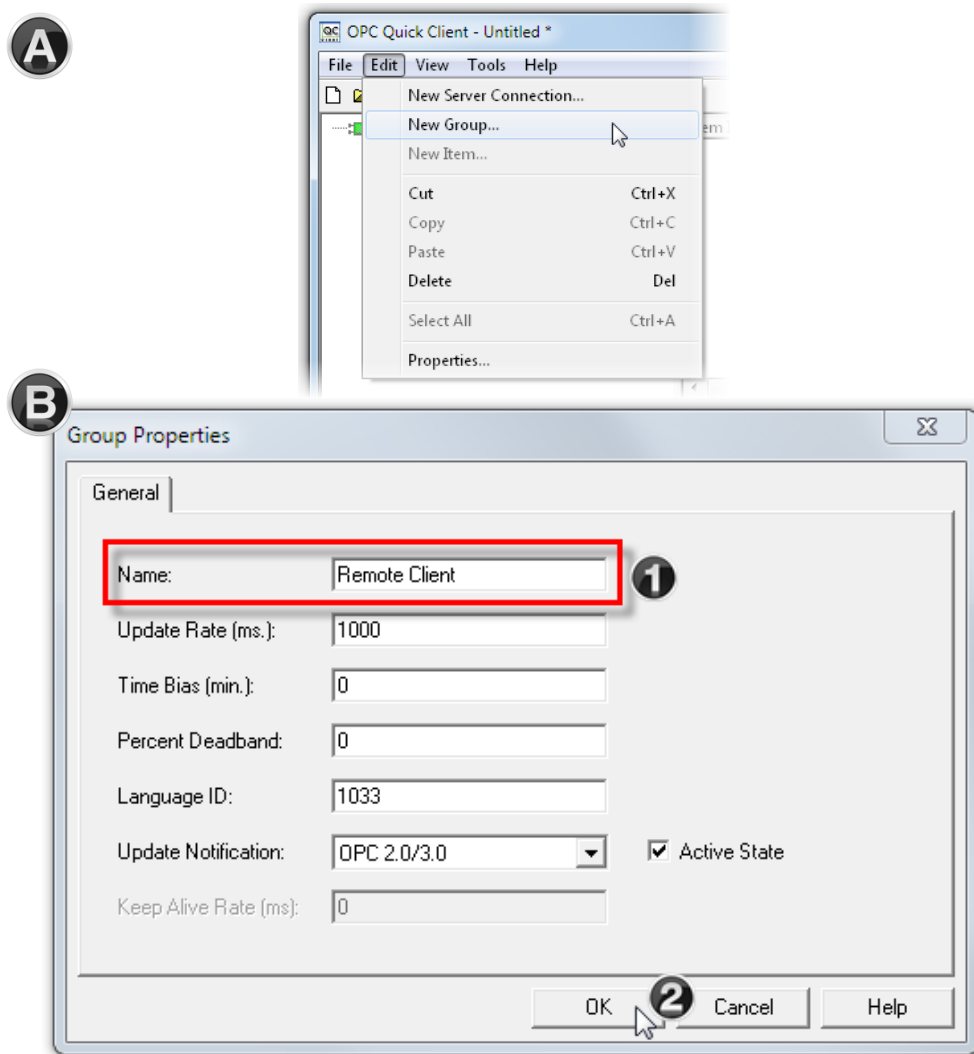 A
QC
OPC Quick Client - Untitled *
File Edit View Tools Help
New Server Connection...
New Group...
New Item...
Cut Ctrl+X
Copy Ctrl+C
Paste Ctrl+V
Delete Del
Select All Ctrl+A
Properties...
B
Group Properties
General
Name: Remote Client 1
Update Rate (ms.): 1000
Time Bias (min.): 0
Percent Deadband: 0
Language ID: 1033
Update Notification: OPC 2.0/3.0 Active State
Keep Alive Rate (ms): 0
OK 2 Cancel Help